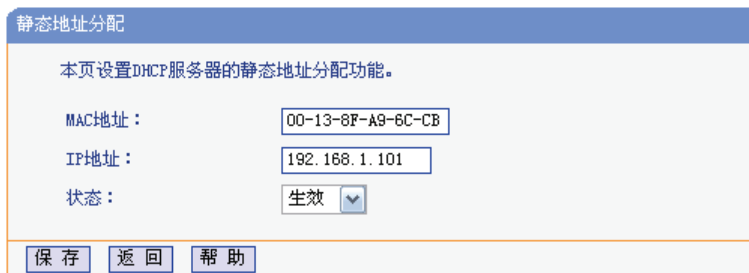 静态地址分配
本页设置DHCP服务器的静态地址分配功能。
MAC地址： 00-13-8F-A9-6C-CB
IP地址： 192.168.1.101
状态： 生效
保 存 返 回 帮 助